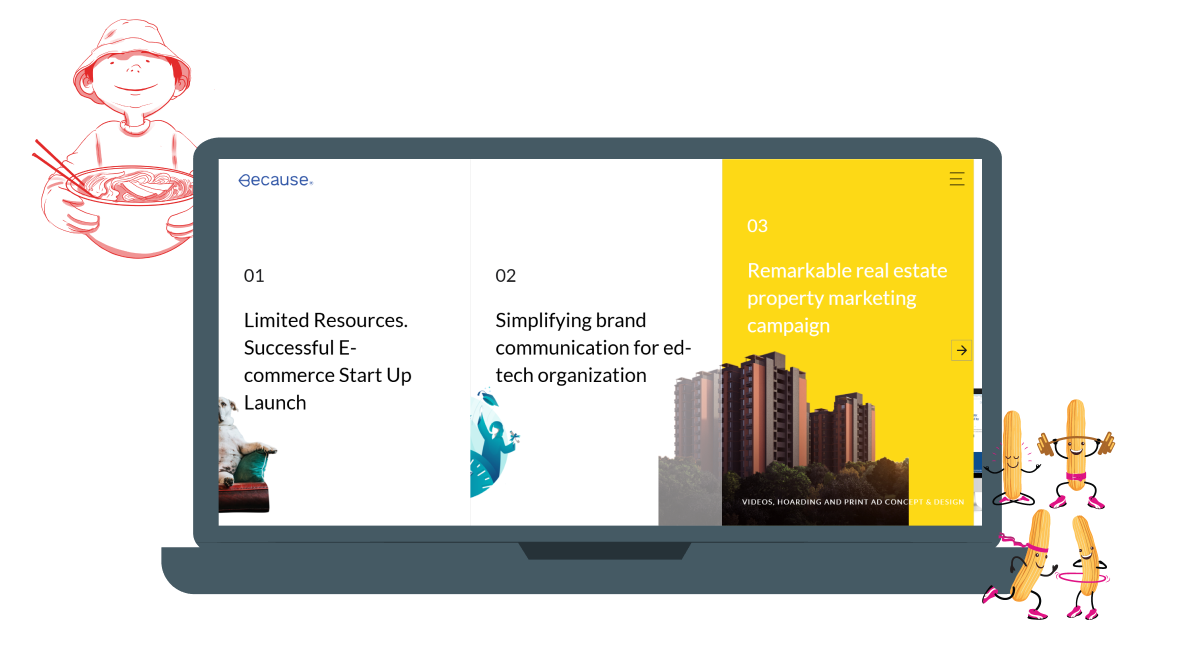 Because.
01
Limited Resources.
Successful E-
commerce Start Up
Launch
02
Simplifying brand
communication for ed-
tech organization
03
Remarkable real estate
property marketing
campaign
VIDEOS, HOARDING AND PRINT AD CONCEPT & DESIGN